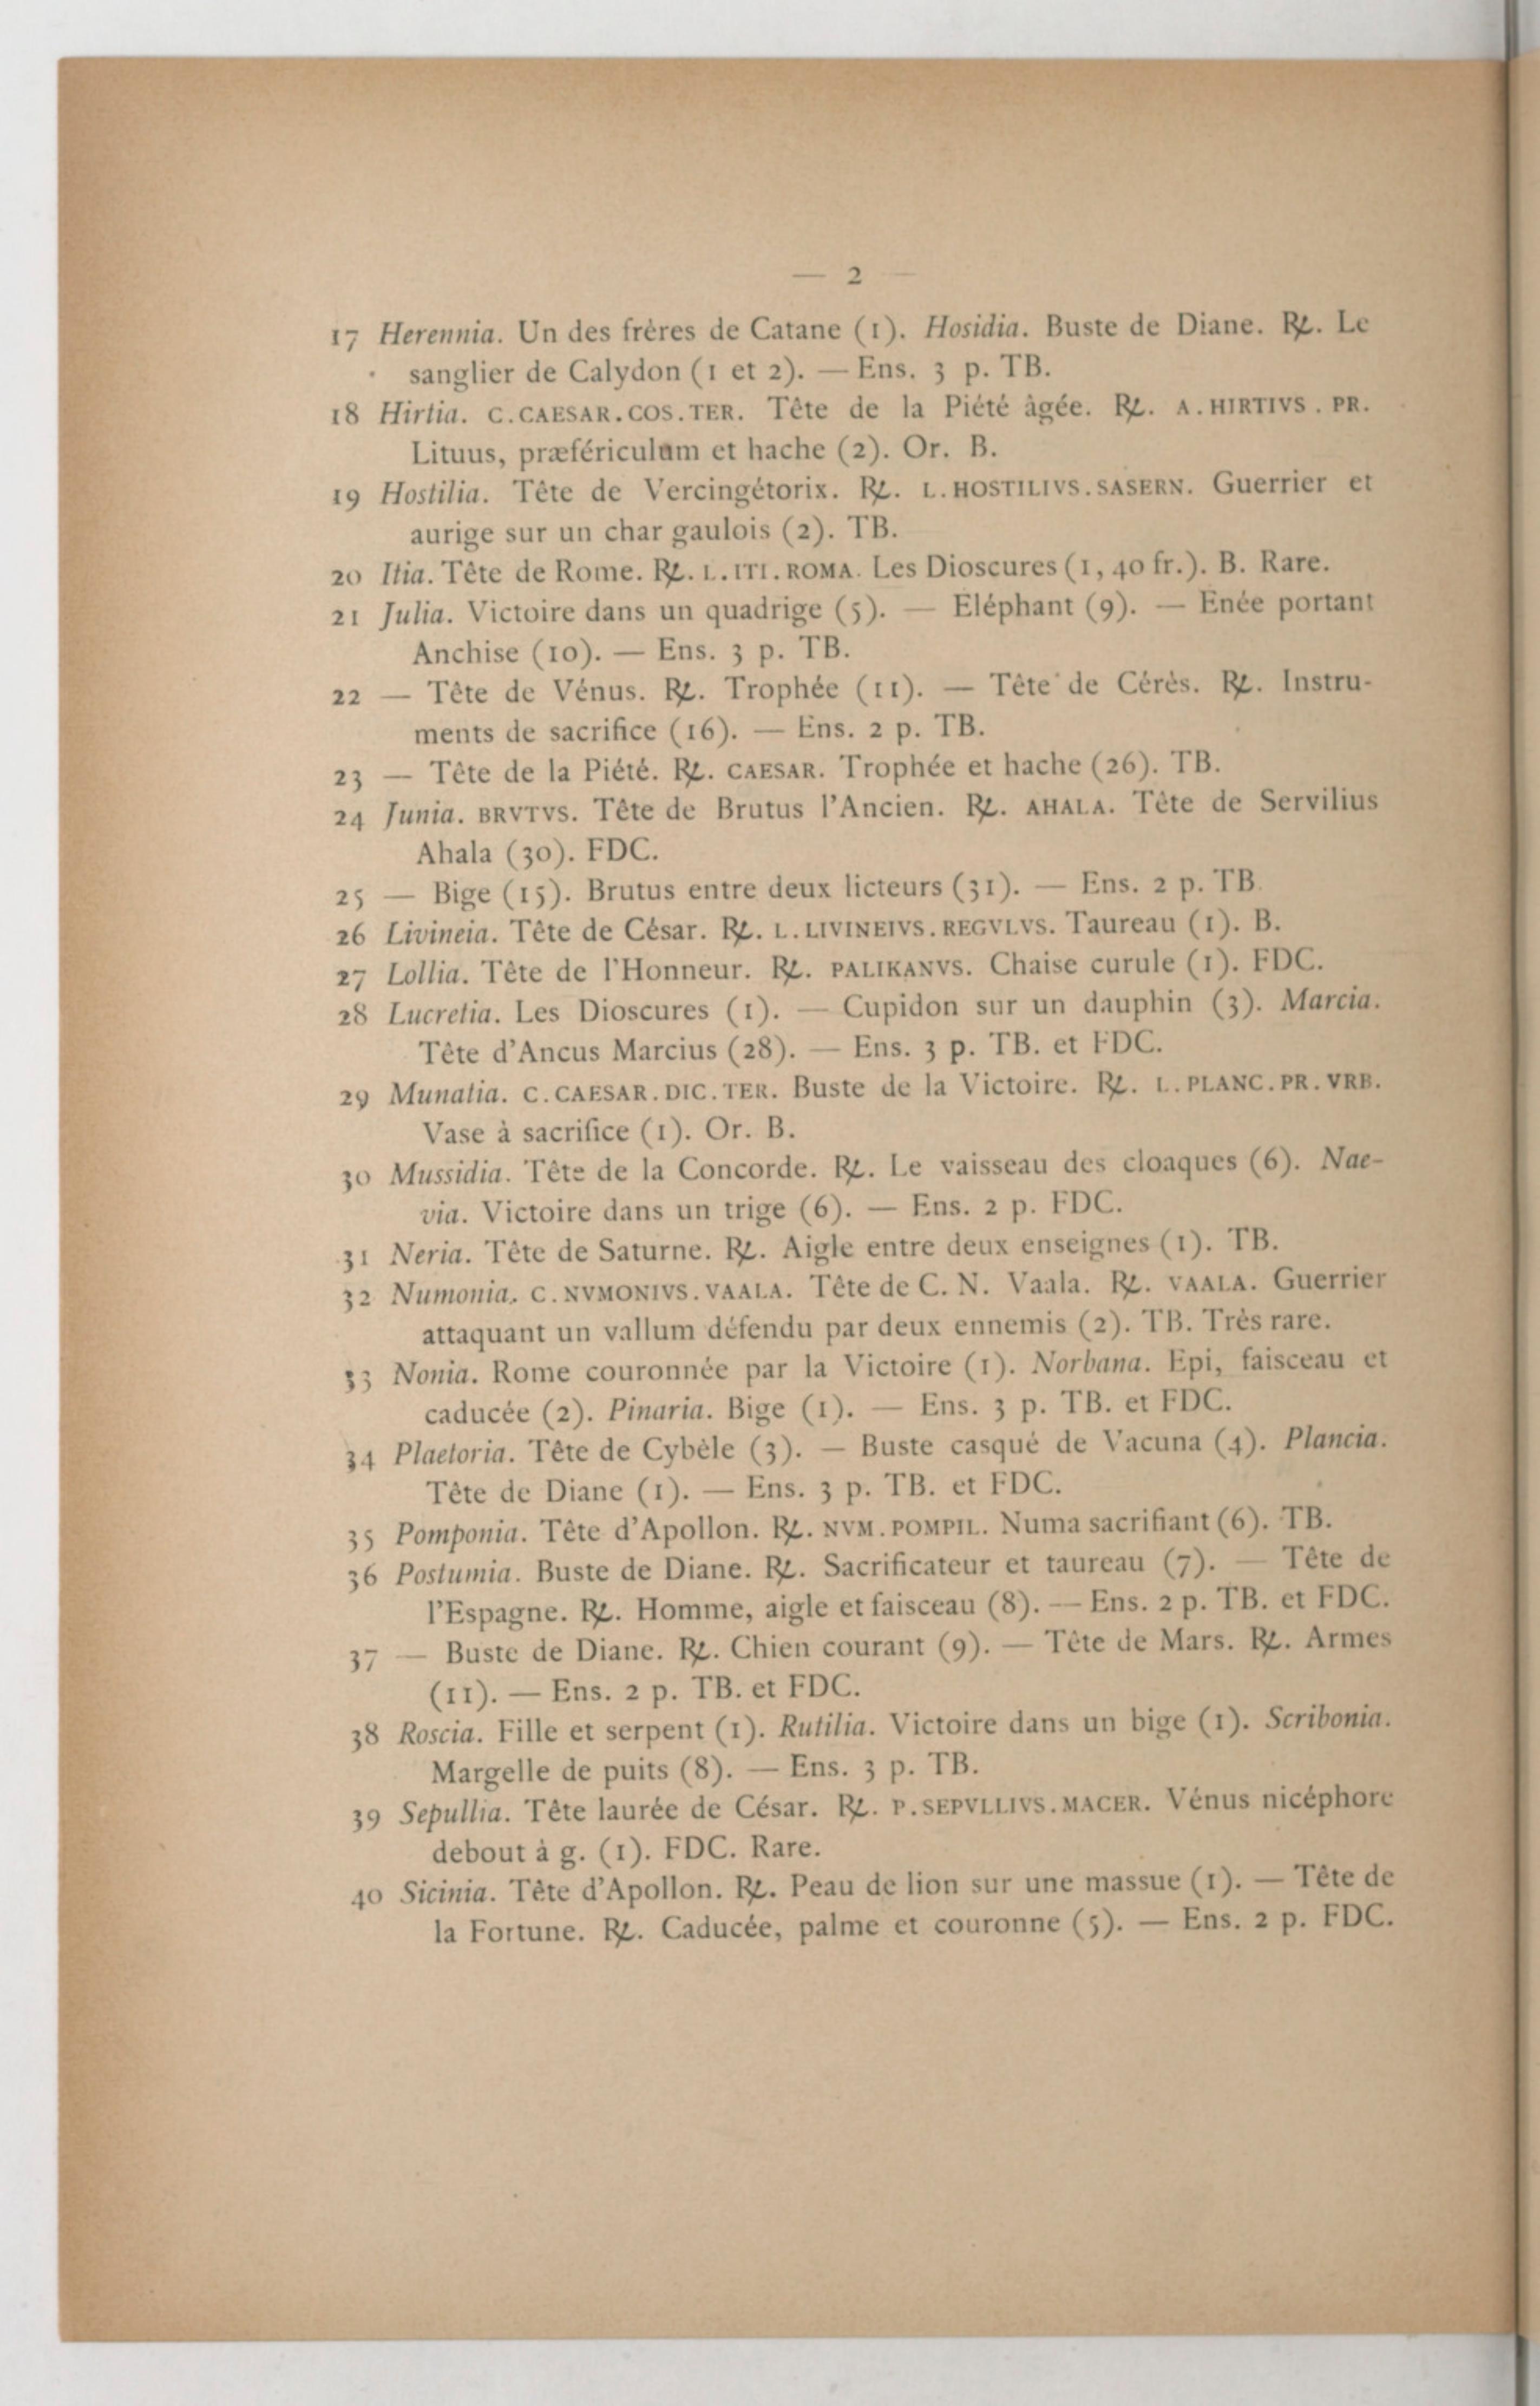 — 2 —
17 Herennia. Un des frères de Catane (1). Hosidia. Buste de Diane. ℞. Le
sanglier de Calydon (1 et 2). — Ens. 3 p. TB.
18 Hirtia. C.CAESAR.COS.TER. Tête de la Piété âgée. ℞. A.HIRTIVS.PR.
Lituus, præfériculum et hache (2). Or. B.
19 Hostilia. Tête de Vercingétorix. ℞. L.HOSTILIVS.SASERN. Guerrier et
aurige sur un char gaulois (2). TB.
20 Itia. Tête de Rome. ℞. L.ITI.ROMA. Les Dioscures (1, 40 fr.). B. Rare.
21 Julia. Victoire dans un quadrige (5). — Eléphant (9). — Enée portant
Anchise (10). — Ens. 3 p. TB.
22 — Tête de Vénus. ℞. Trophée (11). — Tête de Cérès. ℞. Instru-
ments de sacrifice (16). — Ens. 2 p. TB.
23 — Tête de la Piété. ℞. CAESAR. Trophée et hache (26). TB.
24 Junia. BRVTVS. Tête de Brutus l'Ancien. ℞. AHALA. Tête de Servilius
Ahala (30). FDC.
25 — Bige (15). Brutus entre deux licteurs (31). — Ens. 2 p. TB.
26 Livineia. Tête de César. ℞. L.LIVINEIVS.REGVLVS. Taureau (1). B.
27 Lollia. Tête de l'Honneur. ℞. PALIKANVS. Chaise curule (1). FDC.
28 Lucretia. Les Dioscures (1). — Cupidon sur un dauphin (3). Marcia.
Tête d'Ancus Marcius (28). — Ens. 3 p. TB. et FDC.
29 Munatia. C.CAESAR.DIC.TER. Buste de la Victoire. ℞. L.PLANC.PR.VRB.
Vase à sacrifice (1). Or. B.
30 Mussidia. Tête de la Concorde. ℞. Le vaisseau des cloaques (6). Nae-
via. Victoire dans un trige (6). — Ens. 2 p. FDC.
31 Neria. Tête de Saturne. ℞. Aigle entre deux enseignes (1). TB.
32 Numonia. C.NVMONIVS.VAALA. Tête de C. N. Vaala. ℞. VAALA. Guerrier
attaquant un vallum défendu par deux ennemis (2). TB. Très rare.
33 Nonia. Rome couronnée par la Victoire (1). Norbana. Epi, faisceau et
caducée (2). Pinaria. Bige (1). — Ens. 3 p. TB. et FDC.
34 Plaetoria. Tête de Cybèle (3). — Buste casqué de Vacuna (4). Plancia.
Tête de Diane (1). — Ens. 3 p. TB. et FDC.
35 Pomponia. Tête d'Apollon. ℞. NVM.POMPIL. Numa sacrifiant (6). TB.
36 Postumia. Buste de Diane. ℞. Sacrificateur et taureau (7). — Tête de
l'Espagne. ℞. Homme, aigle et faisceau (8). — Ens. 2 p. TB. et FDC.
37 — Buste de Diane. ℞. Chien courant (9). — Tête de Mars. ℞. Armes
(11). — Ens. 2 p. TB. et FDC.
38 Roscia. Fille et serpent (1). Rutilia. Victoire dans un bige (1). Scribonia.
Margelle de puits (8). — Ens. 3 p. TB.
39 Sepullia. Tête laurée de César. ℞. P.SEPVLLIVS.MACER. Vénus nicéphore
debout à g. (1). FDC. Rare.
40 Sicinia. Tête d'Apollon. ℞. Peau de lion sur une massue (1). — Tête de
la Fortune. ℞. Caducée, palme et couronne (5). — Ens. 2 p. FDC.